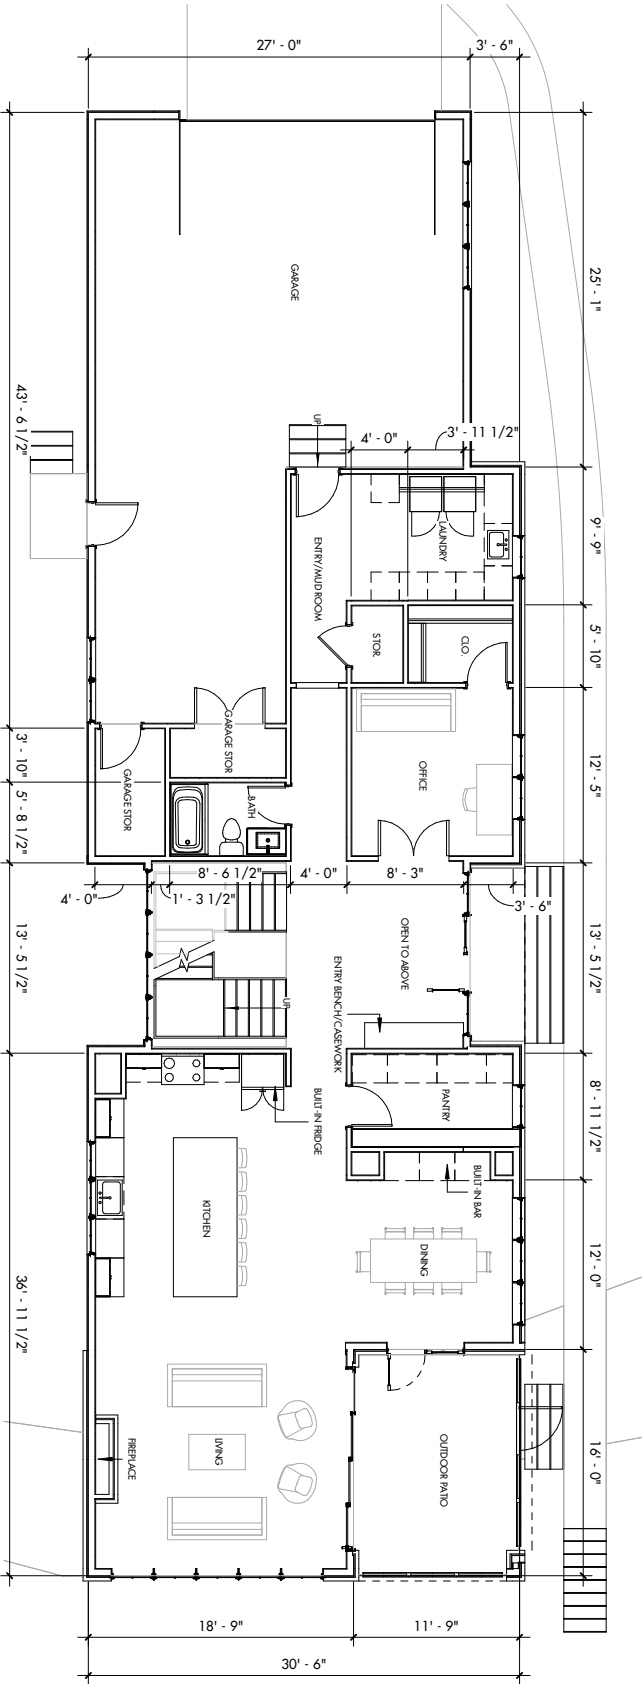 27' - 0"
3' - 6"
25' - 1"
GARAGE
43' - 6 1/2"
UP
4' - 0"
3' - 11 1/2"
9' - 9"
LAUNDRY
ENTRY/MUD ROOM
STOR.
CLO.
5' - 10"
GARAGE STOR
3' - 10"
OFFICE
12' - 5"
GARAGE STOR
BATH
5' - 8 1/2"
8' - 6 1/2"
4' - 0"
8' - 3"
4' - 0"
1' - 3 1/2"
3' - 6"
13' - 5 1/2"
OPEN TO ABOVE
13' - 5 1/2"
ENTRY BENCH/CASEWORK
UP
BUILT-IN FRIDGE
PANTRY
8' - 11 1/2"
KITCHEN
BUILT-IN BAR
DINING
12' - 0"
36' - 11 1/2"
LIVING
FIREPLACE
OUTDOOR PATIO
16' - 0"
18' - 9"
11' - 9"
30' - 6"